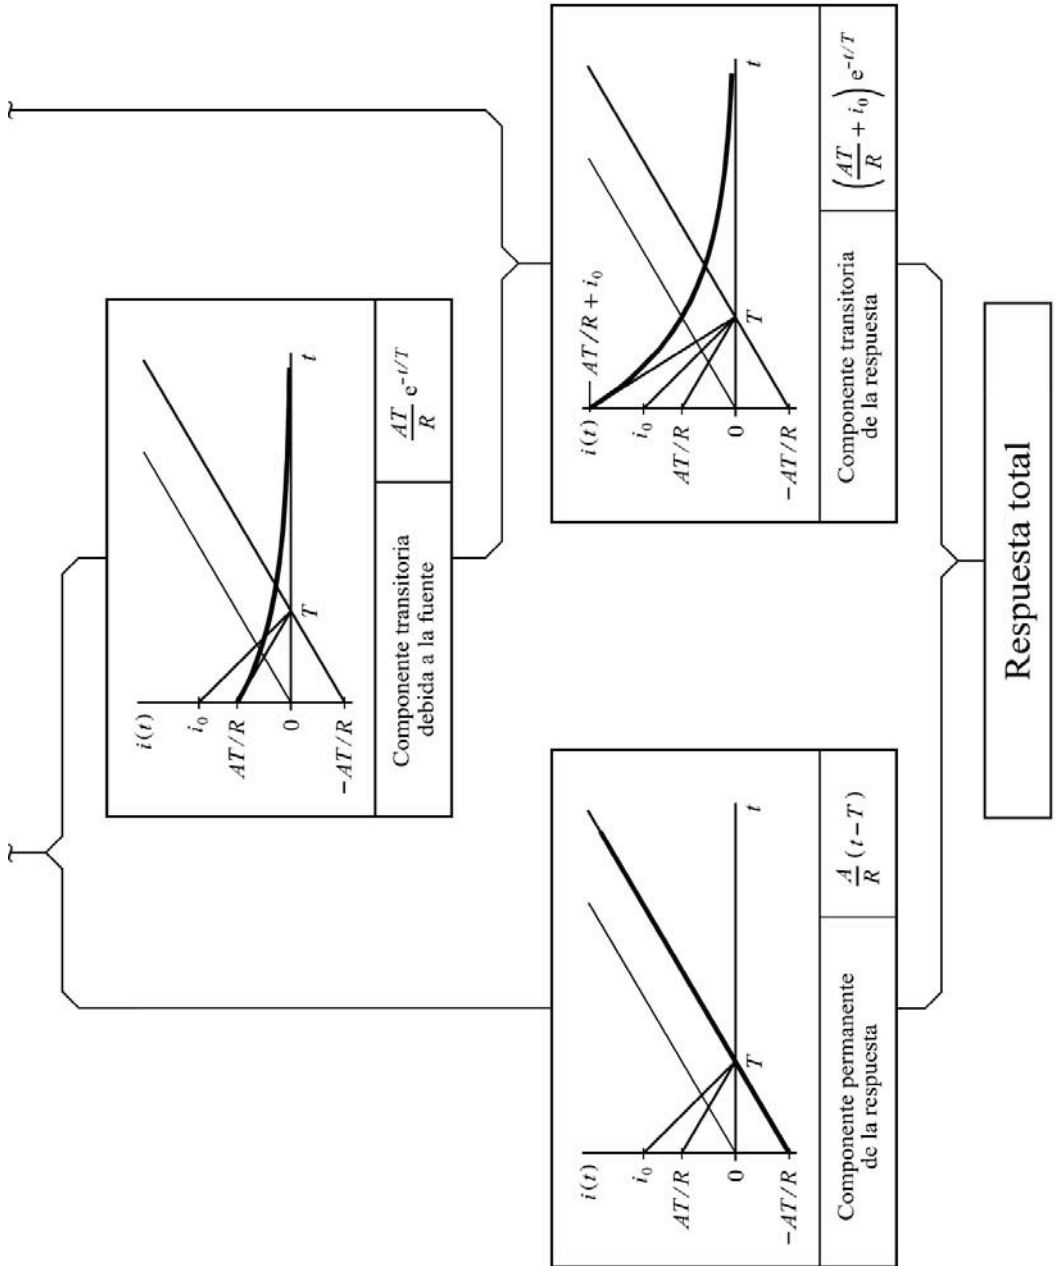 i(t)
i₀
AT/R
0
−AT/R
T
t
Componente transitoria
debida a la fuente
AT/R e^{−t/T}
i(t)
i₀
AT/R
0
−AT/R
T
t
Componente permanente
de la respuesta
A/R (t−T)
i(t)
AT/R + i₀
i₀
AT/R
0
−AT/R
T
t
Componente transitoria
de la respuesta
(AT/R + i₀) e^{−t/T}
Respuesta total